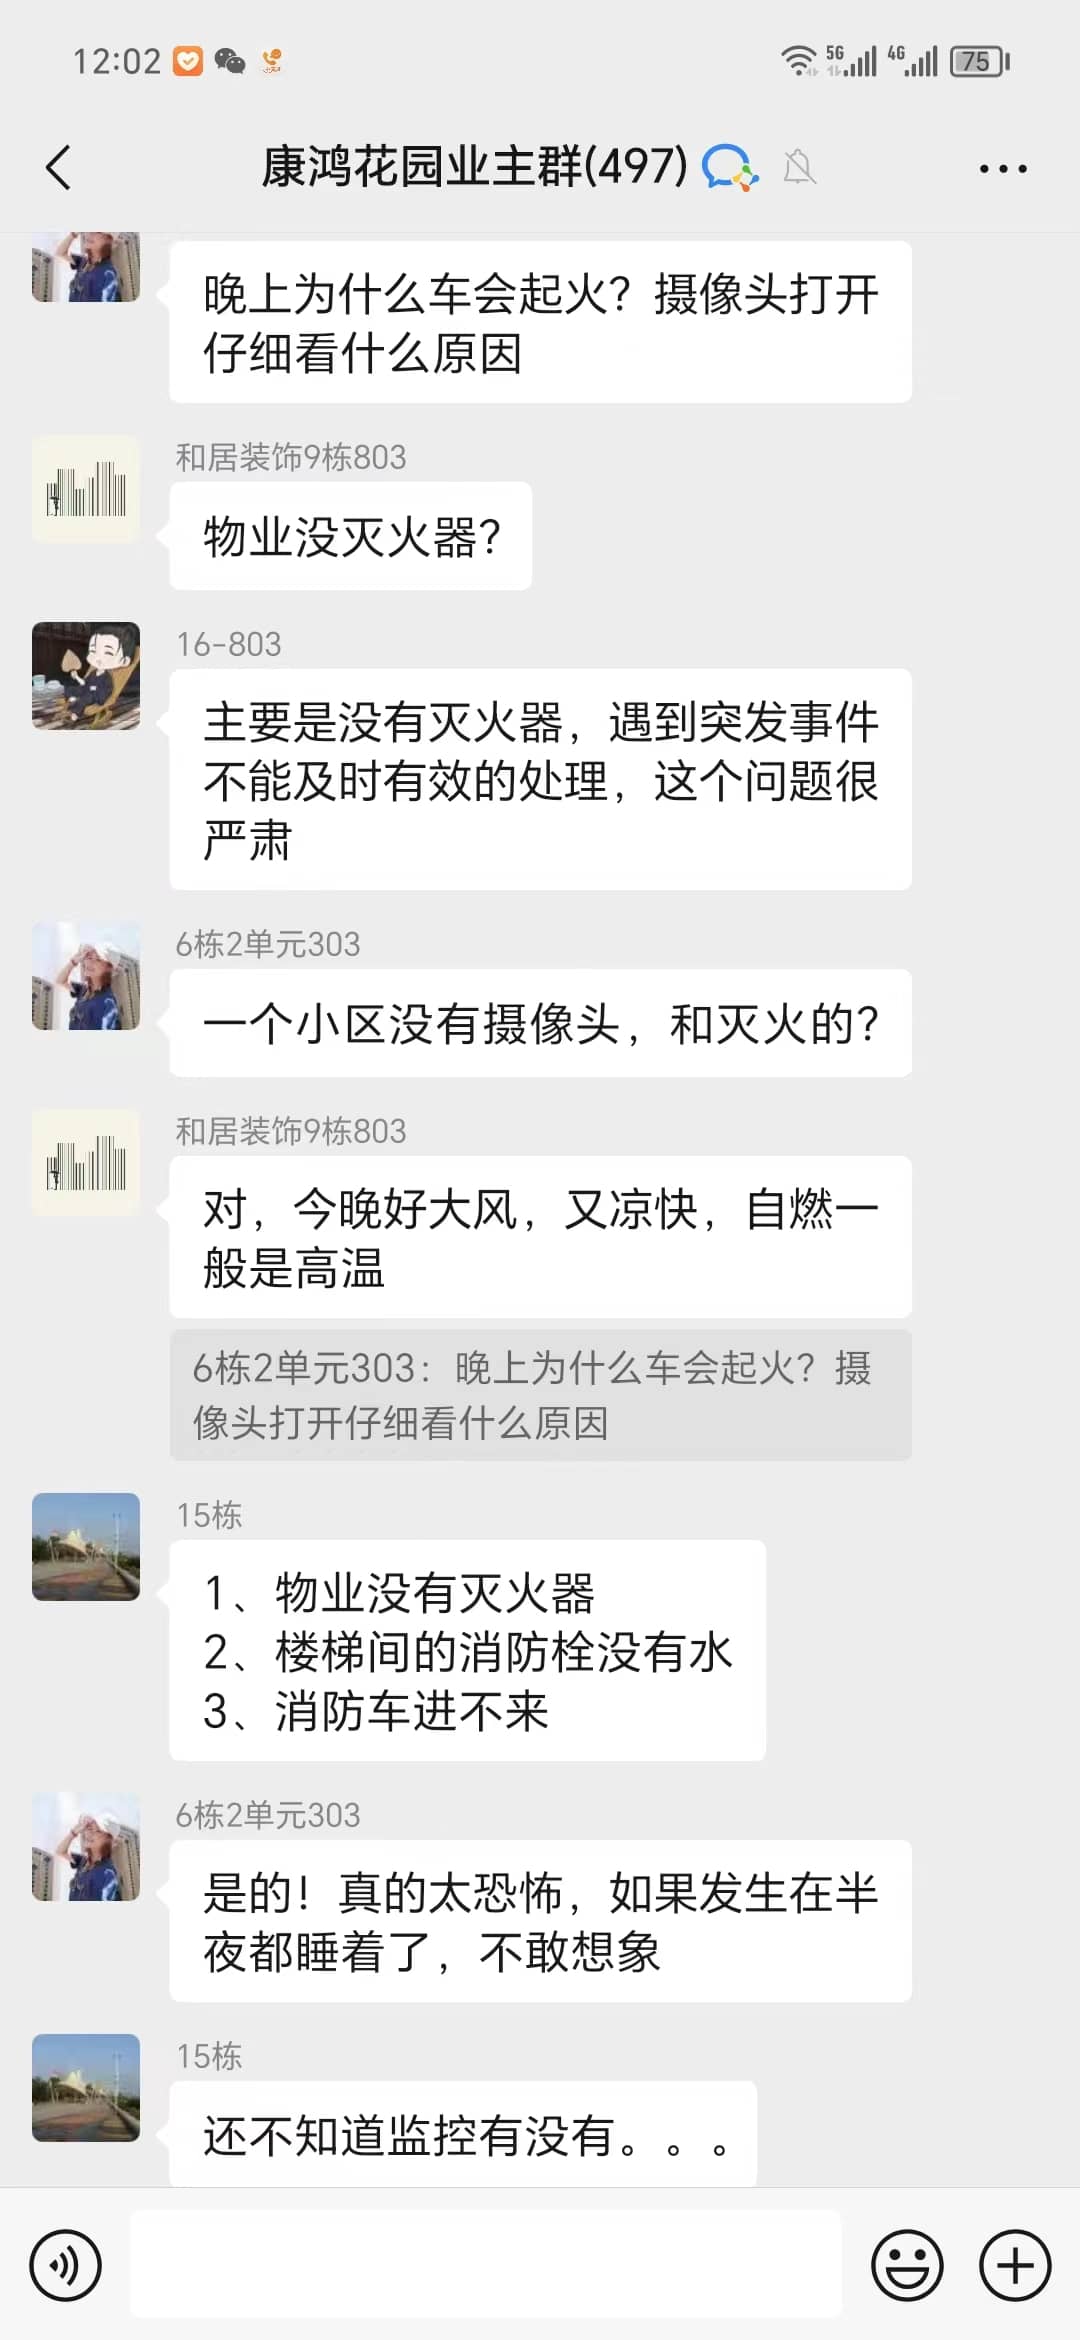 12:02
5G
4G
75
康鸿花园业主群(497)
晚上为什么车会起火？摄像头打开
仔细看什么原因
和居装饰9栋803
物业没灭火器？
16-803
主要是没有灭火器，遇到突发事件
不能及时有效的处理，这个问题很
严肃
6栋2单元303
一个小区没有摄像头，和灭火的？
和居装饰9栋803
对，今晚好大风，又凉快，自燃一
般是高温
6栋2单元303：晚上为什么车会起火？摄
像头打开仔细看什么原因
15栋
1、物业没有灭火器
2、楼梯间的消防栓没有水
3、消防车进不来
6栋2单元303
是的！真的太恐怖，如果发生在半
夜都睡着了，不敢想象
15栋
还不知道监控有没有。。。